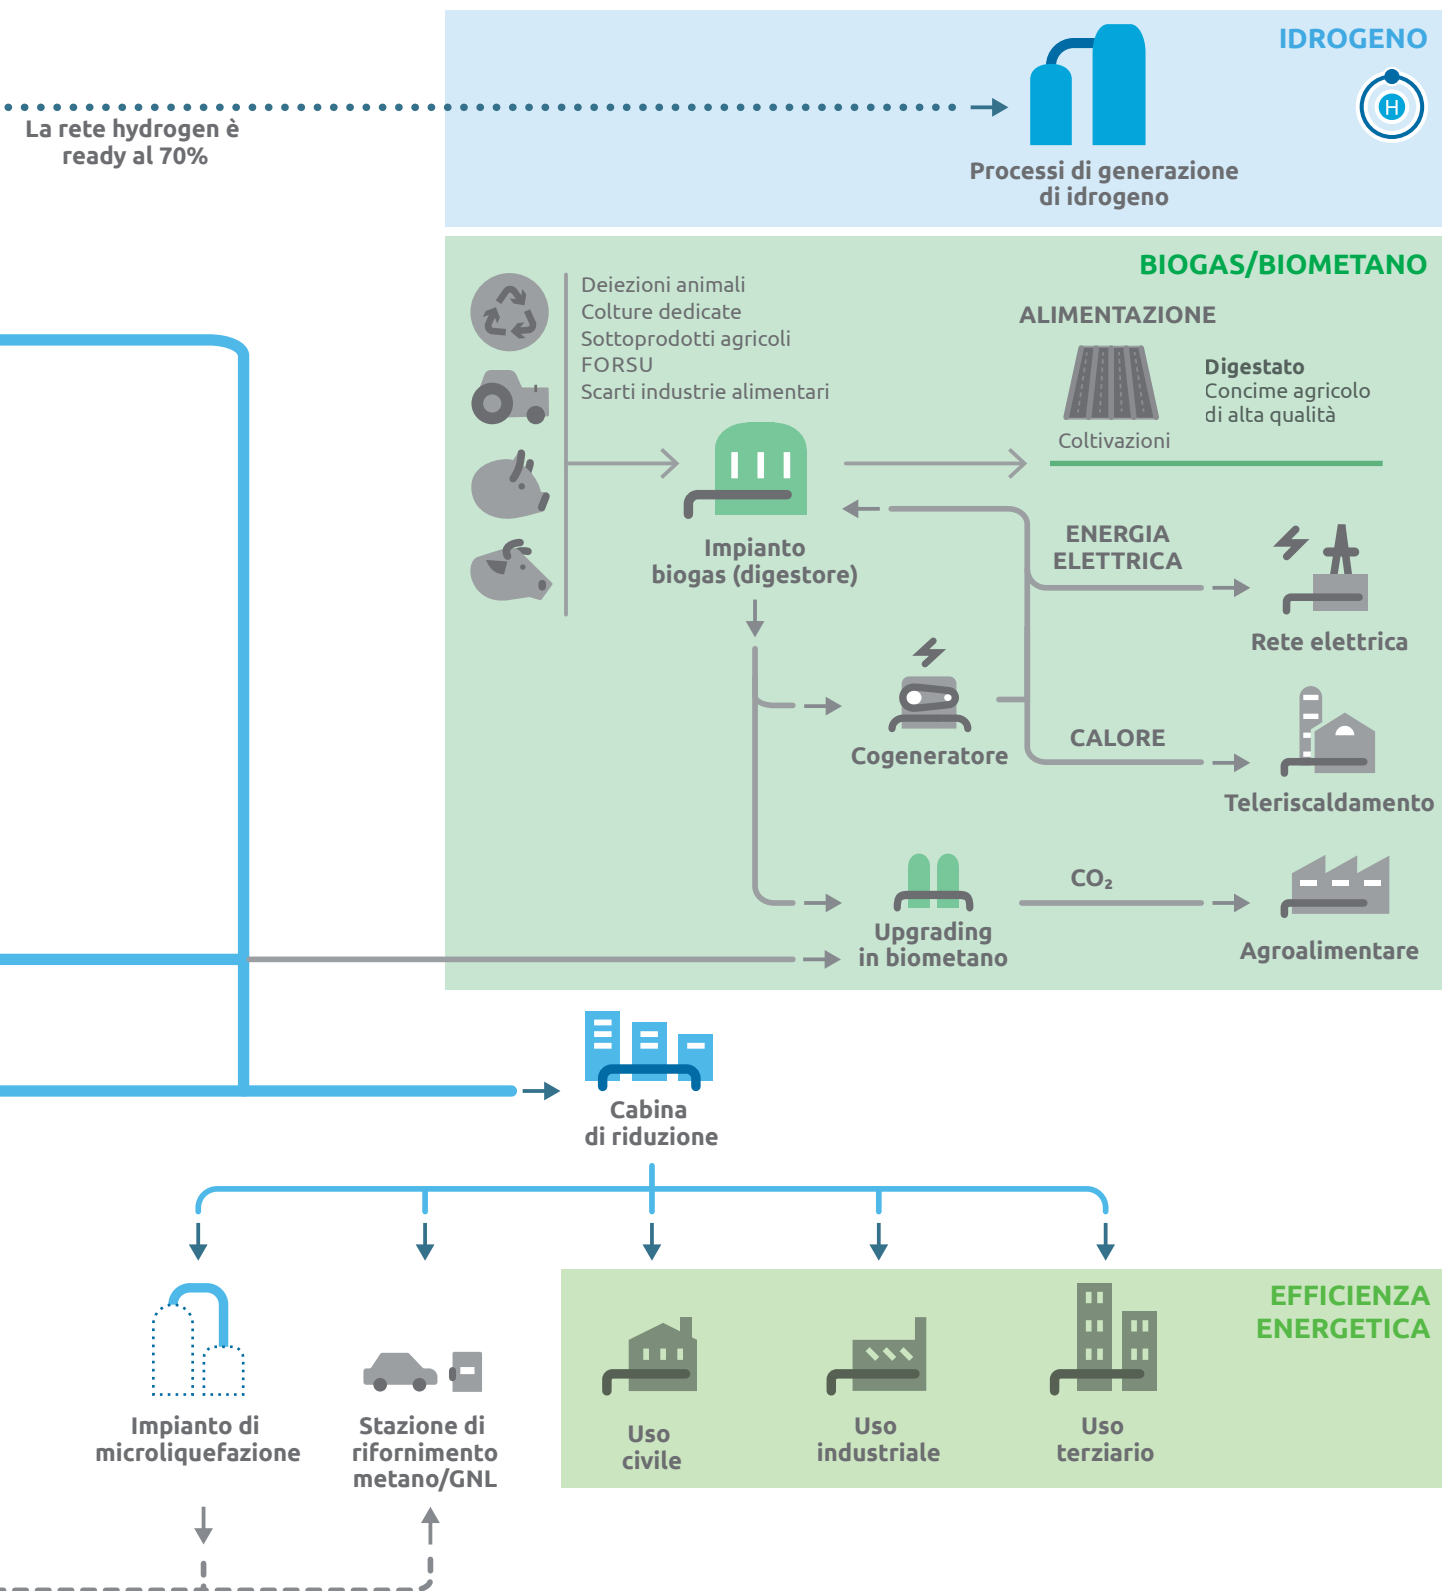 IDROGENO
H
La rete hydrogen è
ready al 70%
Processi di generazione
di idrogeno
BIOGAS/BIOMETANO
Deiezioni animali
Colture dedicate
Sottoprodotti agricoli
FORSU
Scarti industrie alimentari
ALIMENTAZIONE
Digestato
Concime agricolo
di alta qualità
Coltivazioni
Impianto
biogas (digestore)
ENERGIA
ELETTRICA
Rete elettrica
Cogeneratore
CALORE
Teleriscaldamento
CO₂
Upgrading
in biometano
Agroalimentare
Cabina
di riduzione
EFFICIENZA
ENERGETICA
Impianto di
microliquefazione
Stazione di
rifornimento
metano/GNL
Uso
civile
Uso
industriale
Uso
terziario